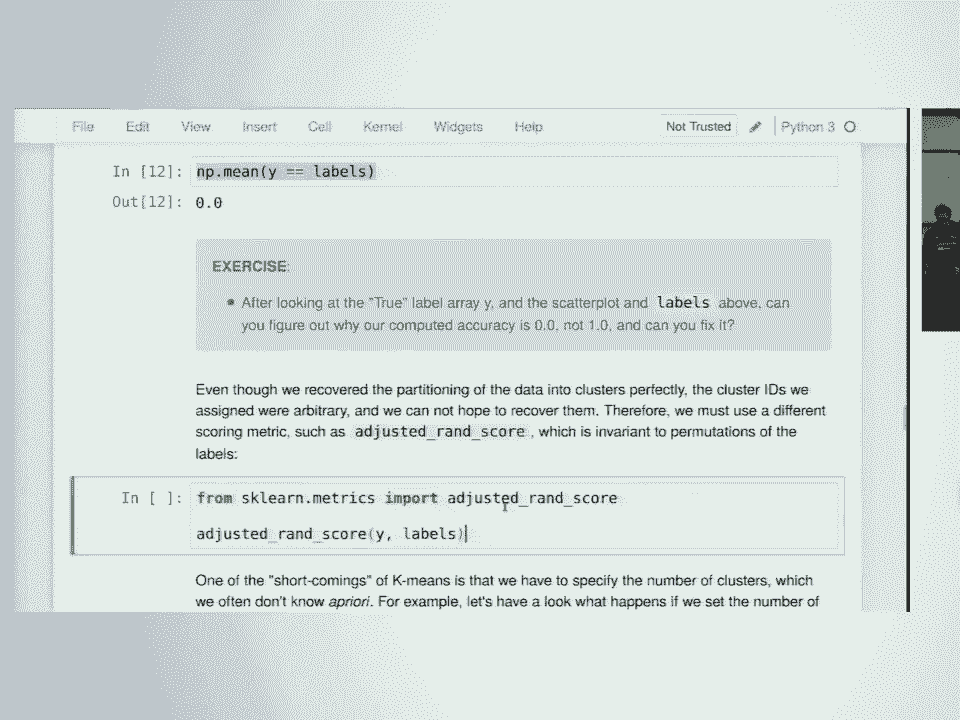 File Edit View Insert Cell Kernel Widgets Help Not Trusted Python 3
In [12]: np.mean(y == labels)
Out[12]: 0.0
EXERCISE:
After looking at the "True" label array y, and the scatterplot and labels above, can
you figure out why our computed accuracy is 0.0, not 1.0, and can you fix it?
Even though we recovered the partitioning of the data into clusters perfectly, the cluster IDs we
assigned were arbitrary, and we can not hope to recover them. Therefore, we must use a different
scoring metric, such as adjusted_rand_score , which is invariant to permutations of the
labels:
In [ ]: from sklearn.metrics import adjusted_rand_score
adjusted_rand_score(y, labels)
One of the "short-comings" of K-means is that we have to specify the number of clusters, which
we often don't know apriori. For example, let's have a look what happens if we set the number of